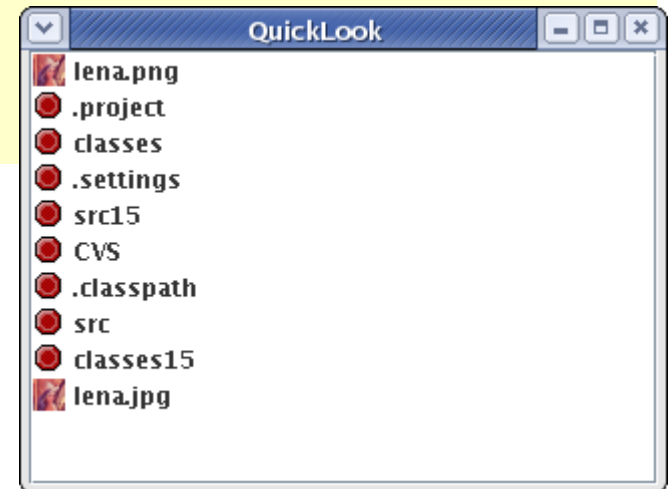 QuickLook
lena.png
.project
classes
.settings
src15
CVS
.classpath
src
classes15
lena.jpg